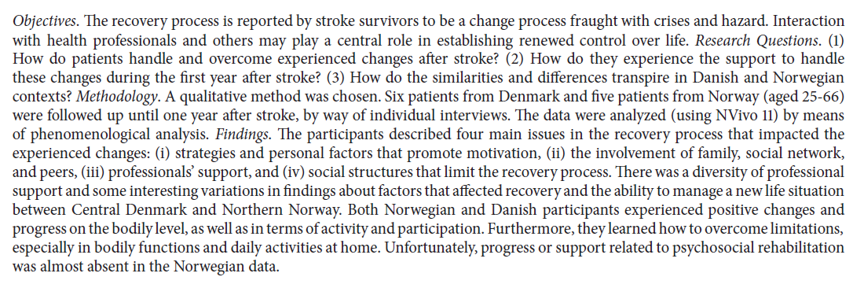 Objectives. The recovery process is reported by stroke survivors to be a change process fraught with crises and hazard. Interaction
with health professionals and others may play a central role in establishing renewed control over life. Research Questions. (1)
How do patients handle and overcome experienced changes after stroke? (2) How do they experience the support to handle
these changes during the first year after stroke? (3) How do the similarities and differences transpire in Danish and Norwegian
contexts? Methodology. A qualitative method was chosen. Six patients from Denmark and five patients from Norway (aged 25-66)
were followed up until one year after stroke, by way of individual interviews. The data were analyzed (using NVivo 11) by means
of phenomenological analysis. Findings. The participants described four main issues in the recovery process that impacted the
experienced changes: (i) strategies and personal factors that promote motivation, (ii) the involvement of family, social network,
and peers, (iii) professionals' support, and (iv) social structures that limit the recovery process. There was a diversity of professional
support and some interesting variations in findings about factors that affected recovery and the ability to manage a new life situation
between Central Denmark and Northern Norway. Both Norwegian and Danish participants experienced positive changes and
progress on the bodily level, as well as in terms of activity and participation. Furthermore, they learned how to overcome limitations,
especially in bodily functions and daily activities at home. Unfortunately, progress or support related to psychosocial rehabilitation
was almost absent in the Norwegian data.